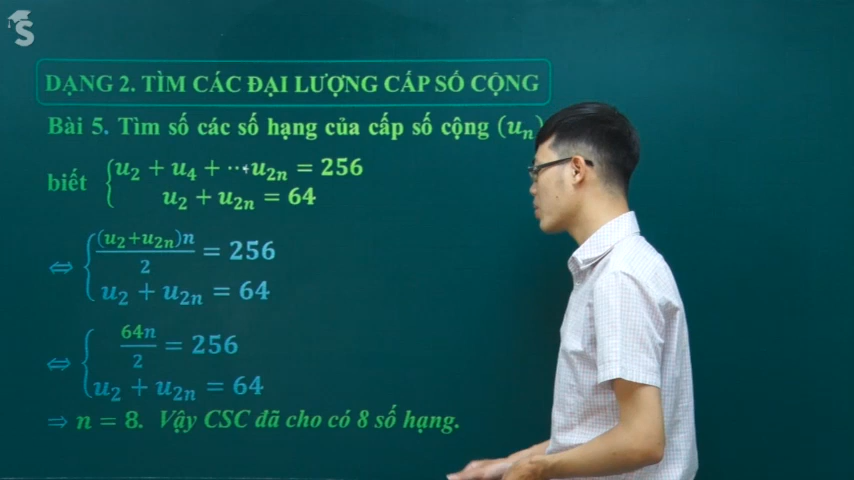 S
DẠNG 2. TÌM CÁC ĐẠI LƯỢNG CẤP SỐ CỘNG
Bài 5. Tìm số các số hạng của cấp số cộng (uₙ)
biết {u₂ + u₄ + ⋯ u₂ₙ = 256
u₂ + u₂ₙ = 64
⇔ {(u₂+u₂ₙ)n/2 = 256
u₂ + u₂ₙ = 64
⇔ {64n/2 = 256
u₂ + u₂ₙ = 64
⇒ n = 8. Vậy CSC đã cho có 8 số hạng.